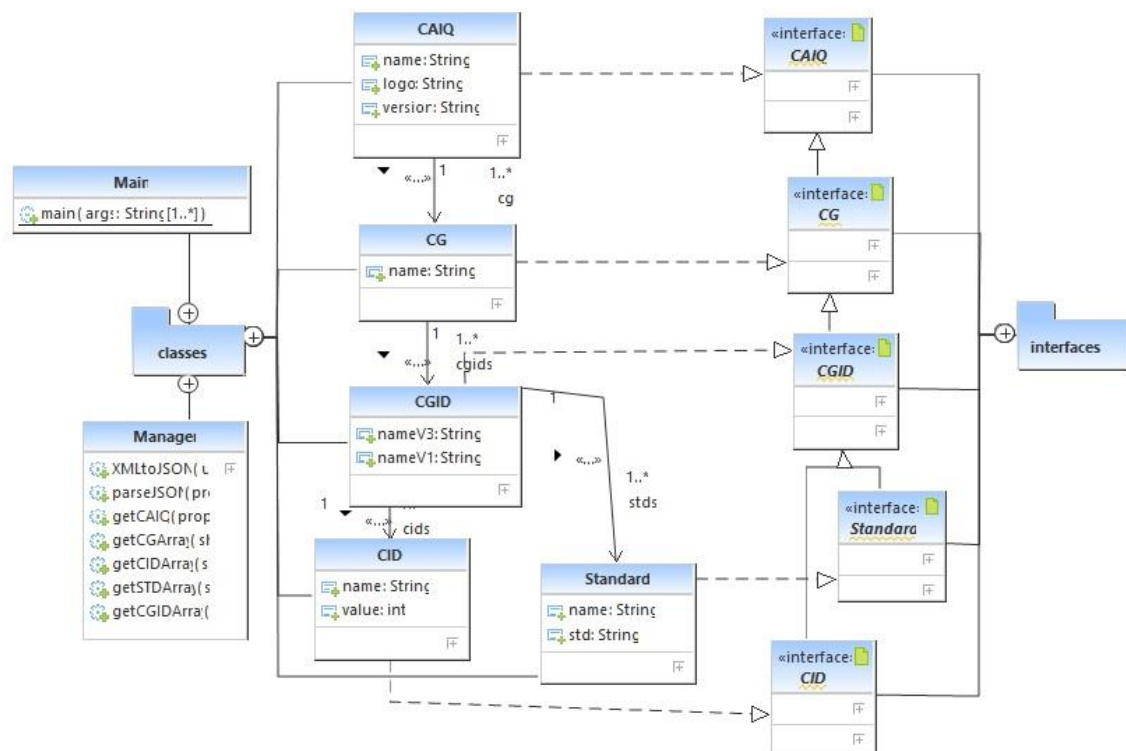 CAIQ
name: String
logo: String
version: String
1
«...»
1..*
cg
«interface:
CAIQ
Main
main( args: String[1..*] )
CG
name: String
«interface:
CG
classes
1
«...»
1..*
cgids
«interface:
CGID
interfaces
CGID
nameV3: String
nameV1: String
1
«...»
1..*
stds
Manager
XMLtoJSON( u
parseJSON( pro
getCAIQ( prop
getCGArray( sh
getCIDArray( s
getSTDArray( s
getCGIDArray(
1
«...»
...
cids
CID
name: String
value: int
Standard
name: String
std: String
«interface:
Standard
«interface:
CID